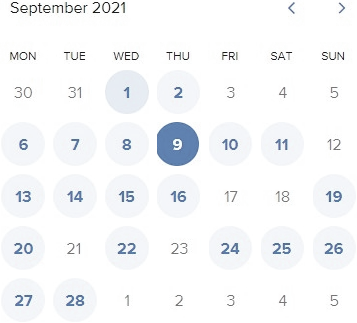 September 2021
MON TUE WED THU FRI SAT SUN
30 31 1 2 3 4 5
6 7 8 9 10 11 12
13 14 15 16 17 18 19
20 21 22 23 24 25 26
27 28 1 2 3 4 5